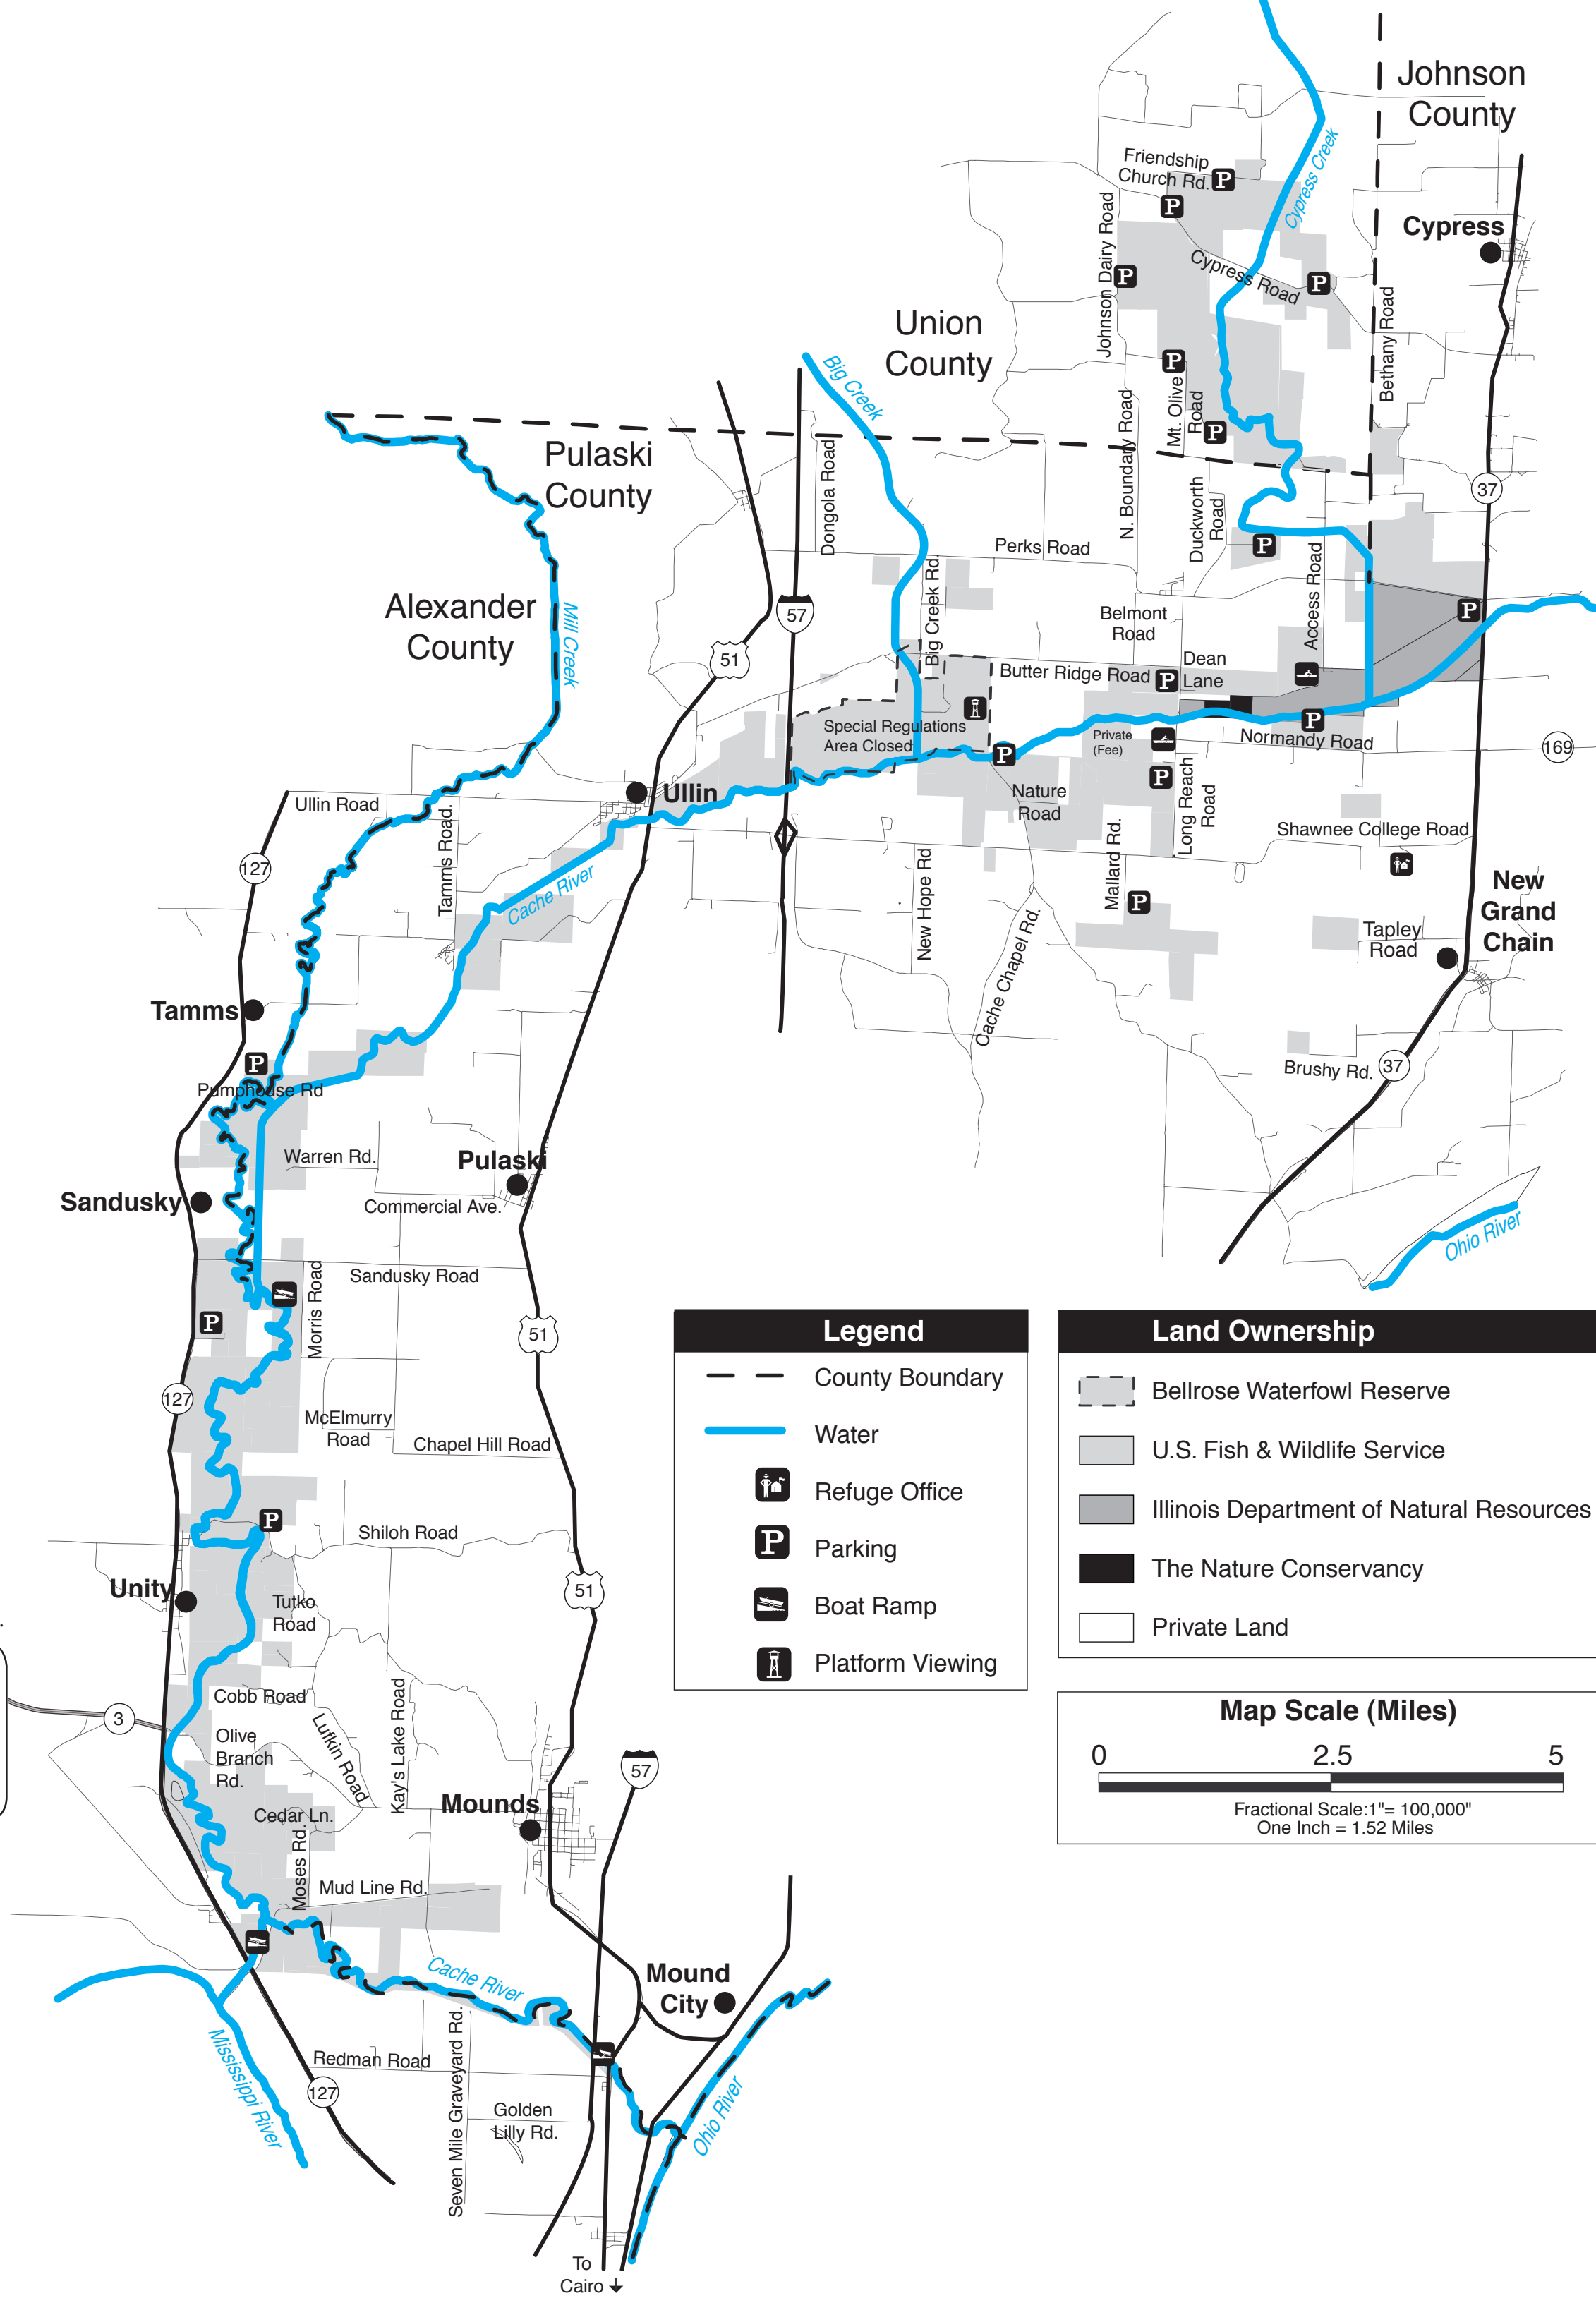 Johnson
County
Friendship
Church Rd.
P
P
Cypress Creek
Johnson Dairy Road
Cypress
P
Cypress Road
P
Union
County
Bethany Road
Big Creek
P
Mt. Olive
Road
P
N. Boundary Road
Pulaski
County
Dongola Road
37
Duckworth
Road
Perks Road
P
Access Road
Alexander
County
Mill Creek
57
Big Creek Rd.
Belmont
Road
P
51
Butter Ridge Road
P
Dean
Lane
Special Regulations
Area Closed
P
Private
(Fee)
P
Normandy Road
169
Ullin
Ullin Road
Nature
Road
P
Long Reach
Road
Tamms Road.
Shawnee College Road
127
Cache River
New Hope Rd
Mallard Rd.
P
New
Grand
Chain
Cache Chapel Rd.
Tapley
Road
Tamms
P
Pumphouse Rd
Brushy Rd.
37
Warren Rd.
Pulaski
Sandusky
Commercial Ave.
Ohio River
Sandusky Road
Morris Road
P
51
127
McElmurry
Road
Chapel Hill Road
P
Shiloh Road
Unity
51
Tutko
Road
Cobb Road
3
Olive
Branch
Rd.
Lufkin Road
Kay's Lake Road
57
Mounds
Cedar Ln.
Moses Rd.
Mud Line Rd.
Cache River
Mound
City
Mississippi River
Redman Road
127
Seven Mile Graveyard Rd.
Golden
Lilly Rd.
Ohio River
To
Cairo
Legend
County Boundary
Water
Refuge Office
P
Parking
Boat Ramp
Platform Viewing
Land Ownership
Bellrose Waterfowl Reserve
U.S. Fish & Wildlife Service
Illinois Department of Natural Resources
The Nature Conservancy
Private Land
Map Scale (Miles)
0 2.5 5
Fractional Scale:1"= 100,000"
One Inch = 1.52 Miles